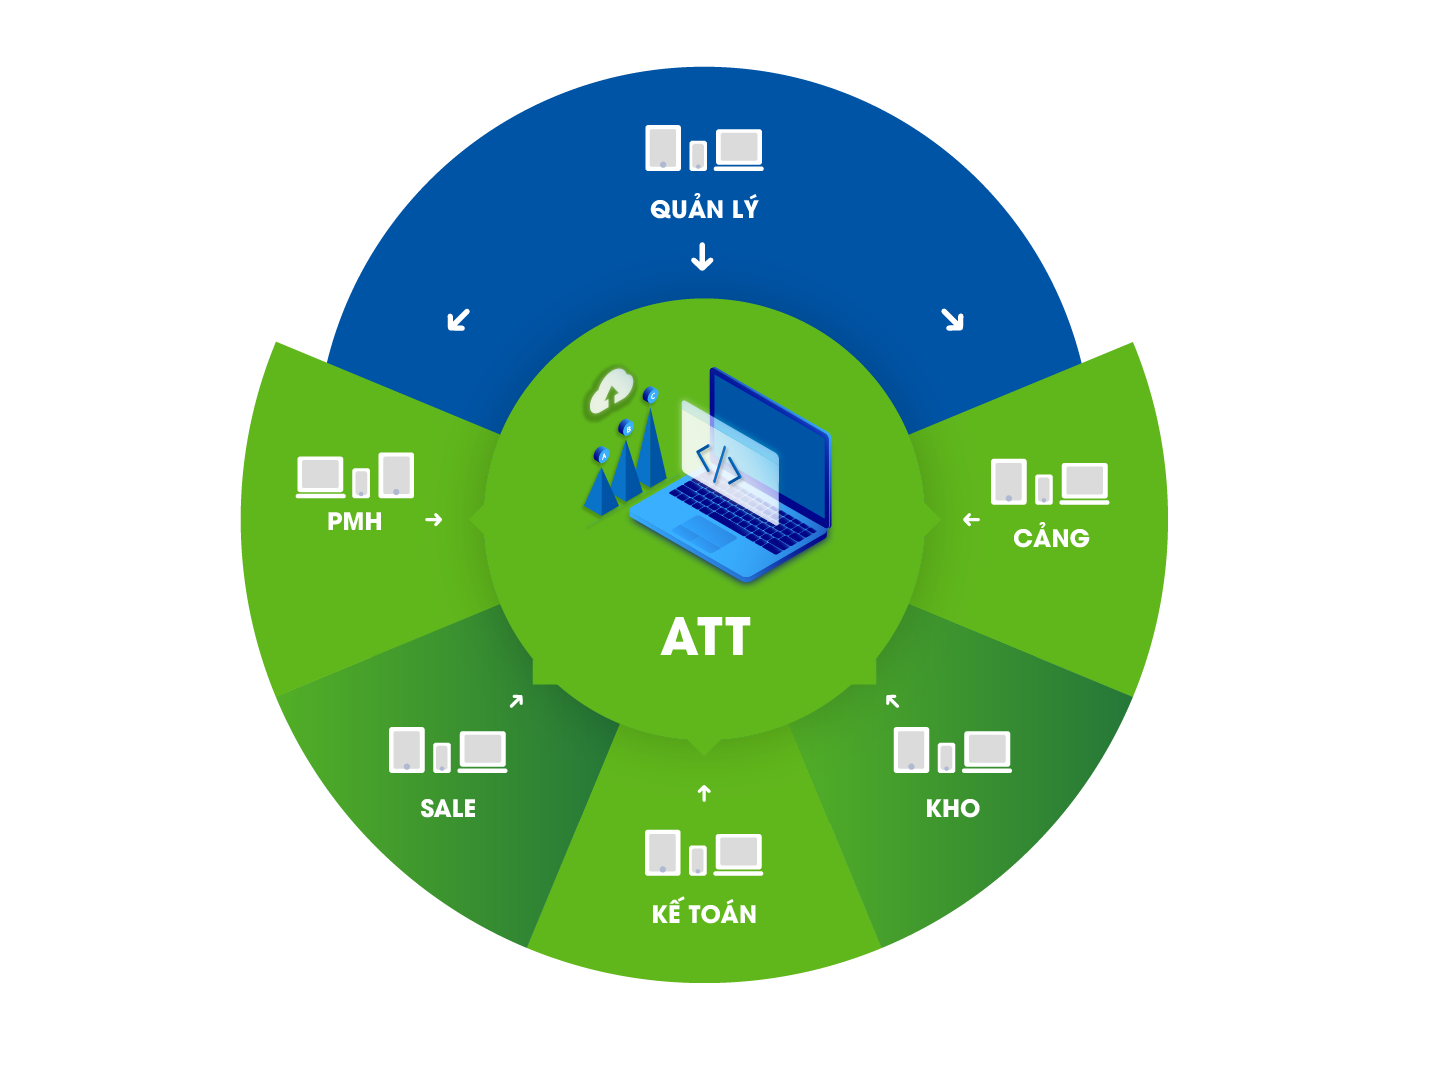 QUẢN LÝ
C
B
A
</>
PMH
CẢNG
ATT
SALE
KHO
KẾ TOÁN